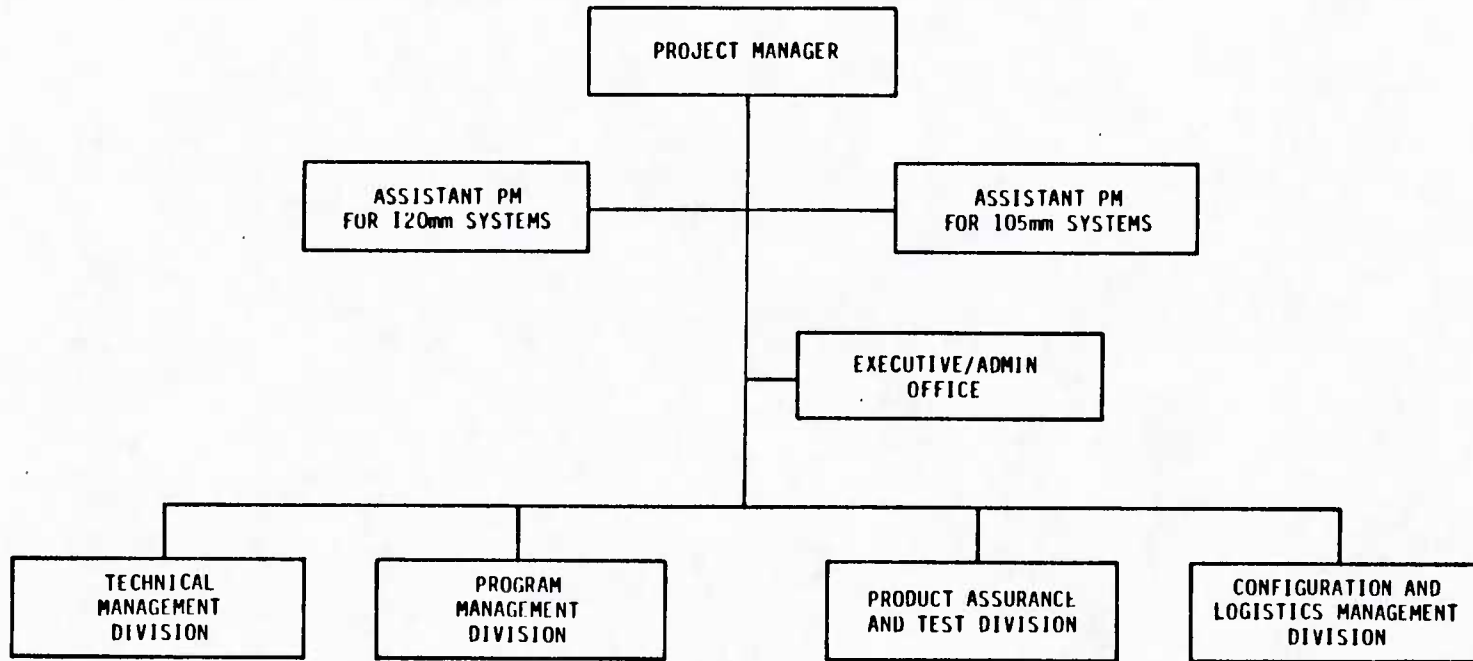 PROJECT MANAGER
ASSISTANT PM
FOR 120mm SYSTEMS
ASSISTANT PM
FOR 105mm SYSTEMS
EXECUTIVE/ADMIN
OFFICE
TECHNICAL
MANAGEMENT
DIVISION
PROGRAM
MANAGEMENT
DIVISION
PRODUCT ASSURANCE
AND TEST DIVISION
CONFIGURATION AND
LOGISTICS MANAGEMENT
DIVISION